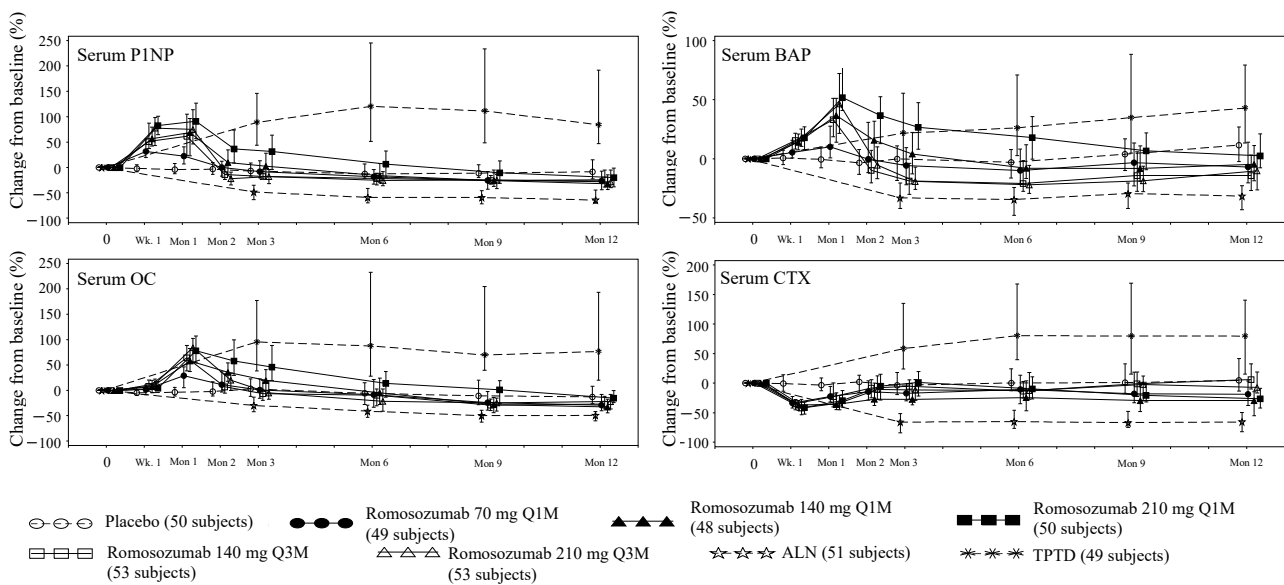 Change from baseline (%)
Serum P1NP
250
200
150
100
50
0
−50
−100
0
Wk. 1
Mon 1
Mon 2
Mon 3
Mon 6
Mon 9
Mon 12
Change from baseline (%)
Serum BAP
100
50
0
−50
0
Wk. 1
Mon 1
Mon 2
Mon 3
Mon 6
Mon 9
Mon 12
Change from baseline (%)
Serum OC
250
200
150
100
50
0
−50
−100
0
Wk. 1
Mon 1
Mon 2
Mon 3
Mon 6
Mon 9
Mon 12
Change from baseline (%)
Serum CTX
200
150
100
50
0
−50
-100
0
Wk. 1
Mon 1
Mon 2
Mon 3
Mon 6
Mon 9
Mon 12
Placebo (50 subjects)
Romosozumab 70 mg Q1M
(49 subjects)
Romosozumab 140 mg Q1M
(48 subjects)
Romosozumab 210 mg Q1M
(50 subjects)
Romosozumab 140 mg Q3M
(53 subjects)
Romosozumab 210 mg Q3M
(53 subjects)
ALN (51 subjects)
TPTD (49 subjects)